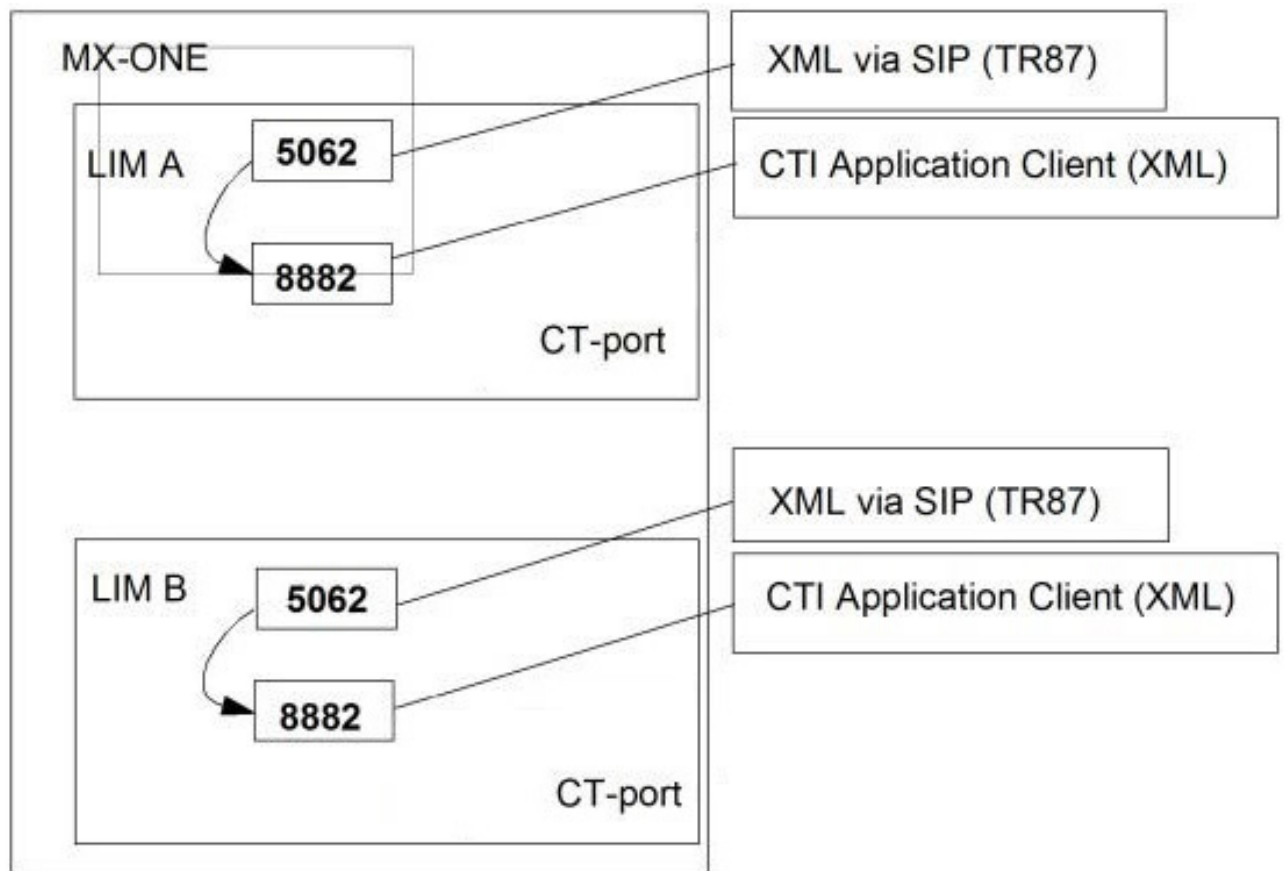 MX-ONE
XML via SIP (TR87)
LIM A
5062
CTI Application Client (XML)
8882
CT-port
XML via SIP (TR87)
LIM B
5062
CTI Application Client (XML)
8882
CT-port